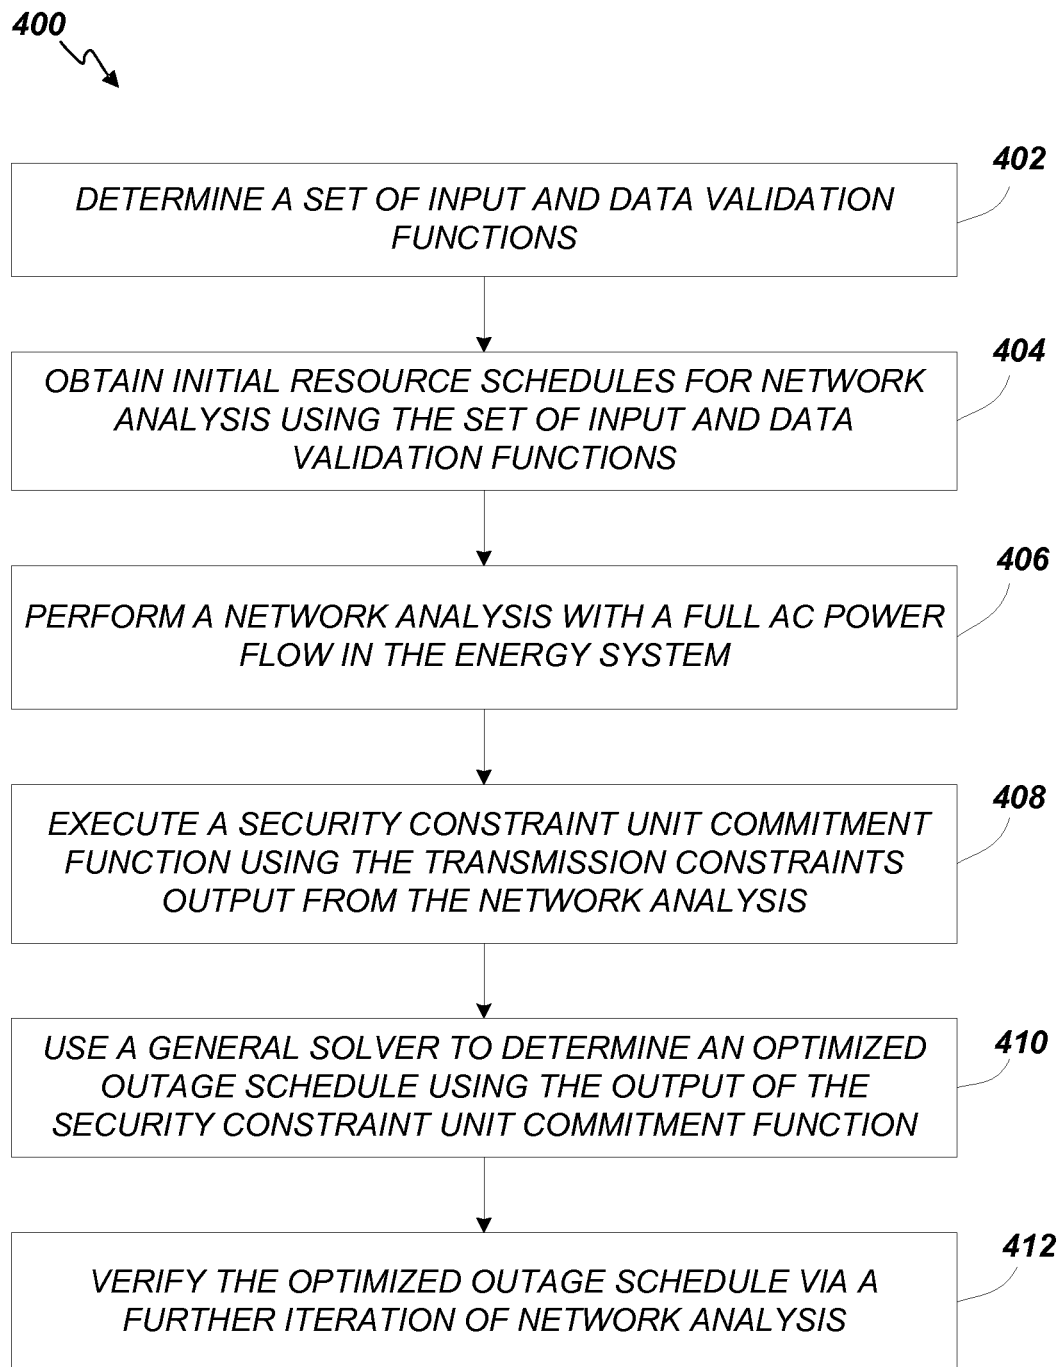 400
402
DETERMINE A SET OF INPUT AND DATA VALIDATION
FUNCTIONS
404
OBTAIN INITIAL RESOURCE SCHEDULES FOR NETWORK
ANALYSIS USING THE SET OF INPUT AND DATA
VALIDATION FUNCTIONS
406
PERFORM A NETWORK ANALYSIS WITH A FULL AC POWER
FLOW IN THE ENERGY SYSTEM
408
EXECUTE A SECURITY CONSTRAINT UNIT COMMITMENT
FUNCTION USING THE TRANSMISSION CONSTRAINTS
OUTPUT FROM THE NETWORK ANALYSIS
410
USE A GENERAL SOLVER TO DETERMINE AN OPTIMIZED
OUTAGE SCHEDULE USING THE OUTPUT OF THE
SECURITY CONSTRAINT UNIT COMMITMENT FUNCTION
412
VERIFY THE OPTIMIZED OUTAGE SCHEDULE VIA A
FURTHER ITERATION OF NETWORK ANALYSIS